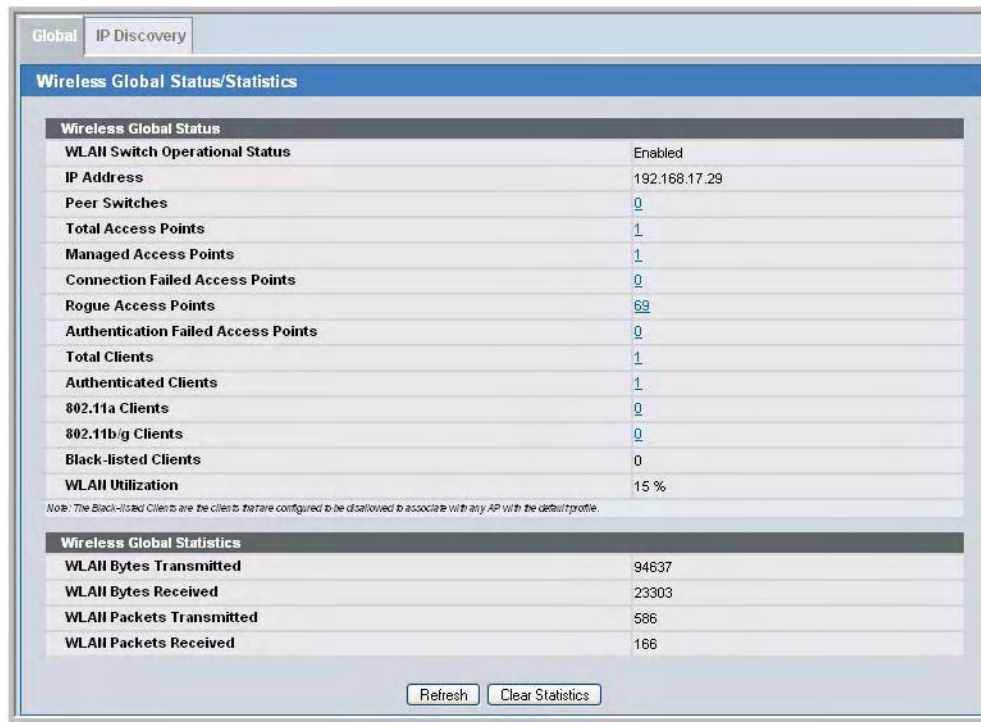 Global IP Discovery
Wireless Global Status/Statistics
Wireless Global Status
WLAN Switch Operational Status Enabled
IP Address 192.168.17.29
Peer Switches 0
Total Access Points 1
Managed Access Points 1
Connection Failed Access Points 0
Rogue Access Points 69
Authentication Failed Access Points 0
Total Clients 1
Authenticated Clients 1
802.11a Clients 0
802.11b/g Clients 0
Black-listed Clients 0
WLAN Utilization 15 %
Note: The Black-listed Clients are the clients that are configured to be disallowed to associate with any AP with the default profile.
Wireless Global Statistics
WLAN Bytes Transmitted 94637
WLAN Bytes Received 23303
WLAN Packets Transmitted 586
WLAN Packets Received 166
Refresh Clear Statistics